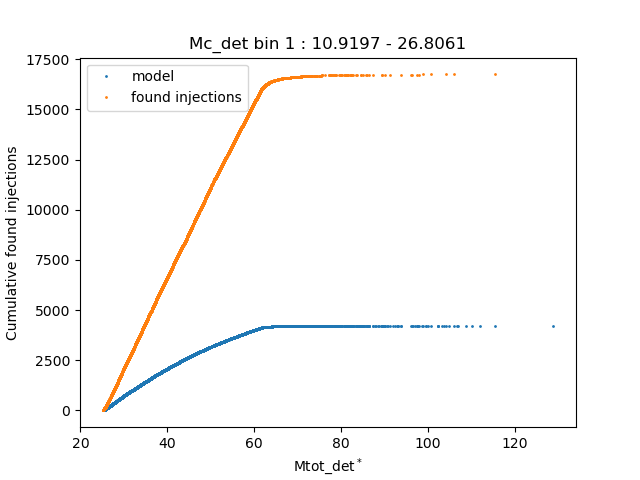 Mc_det bin 1 : 10.9197 - 26.8061
model
found injections
Cumulative found injections
17500
15000
12500
10000
7500
5000
2500
0
20
40
60
80
100
120
Mtot_det*